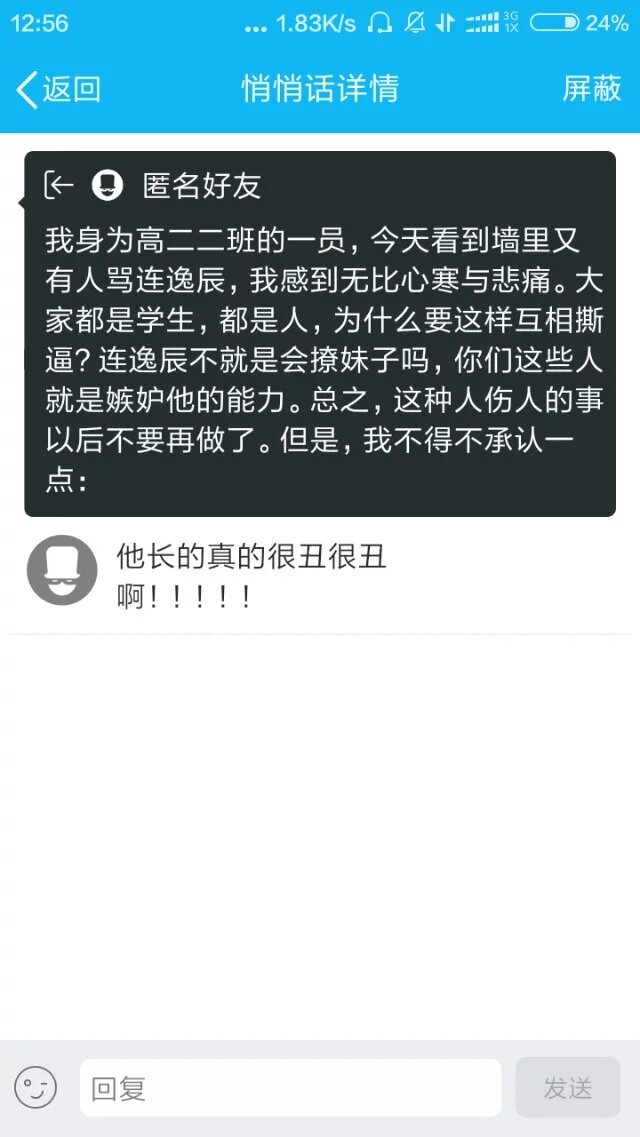 12:56 ... 1.83K/s 3G 1X 24%
返回 悄悄话详情 屏蔽
匿名好友
我身为高二二班的一员，今天看到墙里又
有人骂连逸辰，我感到无比心寒与悲痛。大
家都是学生，都是人，为什么要这样互相撕
逼？连逸辰不就是会撩妹子吗，你们这些人
就是嫉妒他的能力。总之，这种人伤人的事
以后不要再做了。但是，我不得不承认一
点：
他长的真的很丑很丑
啊！！！！！
回复 发送